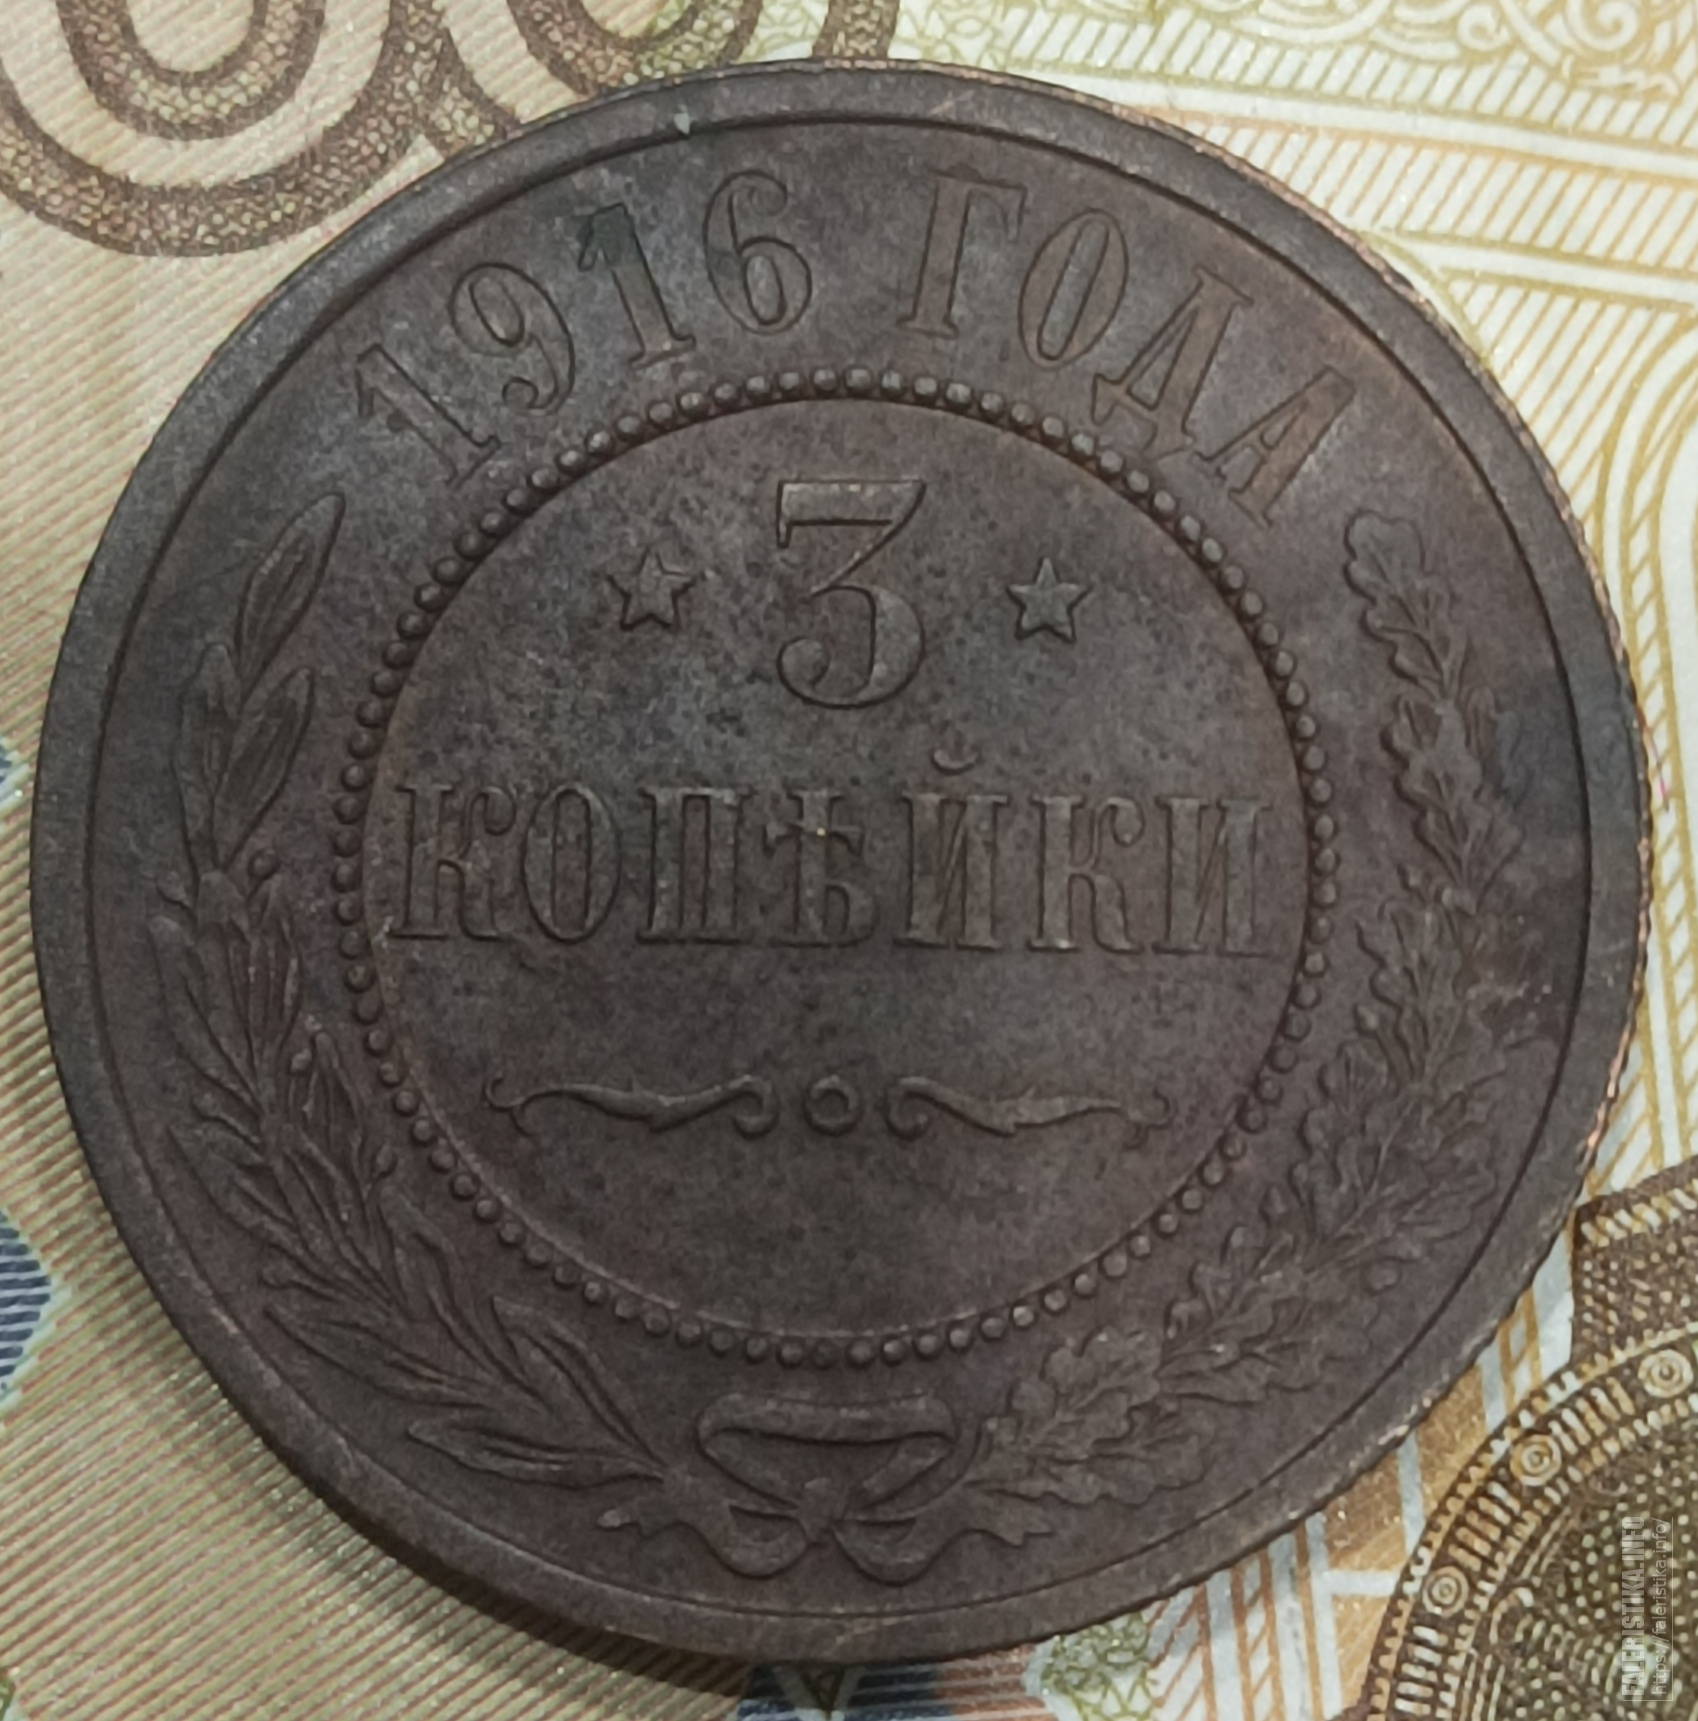 1916 ГОДА
3
КОПѢЙКИ
FALERISTIKA.INFO
https://faleristika.info/